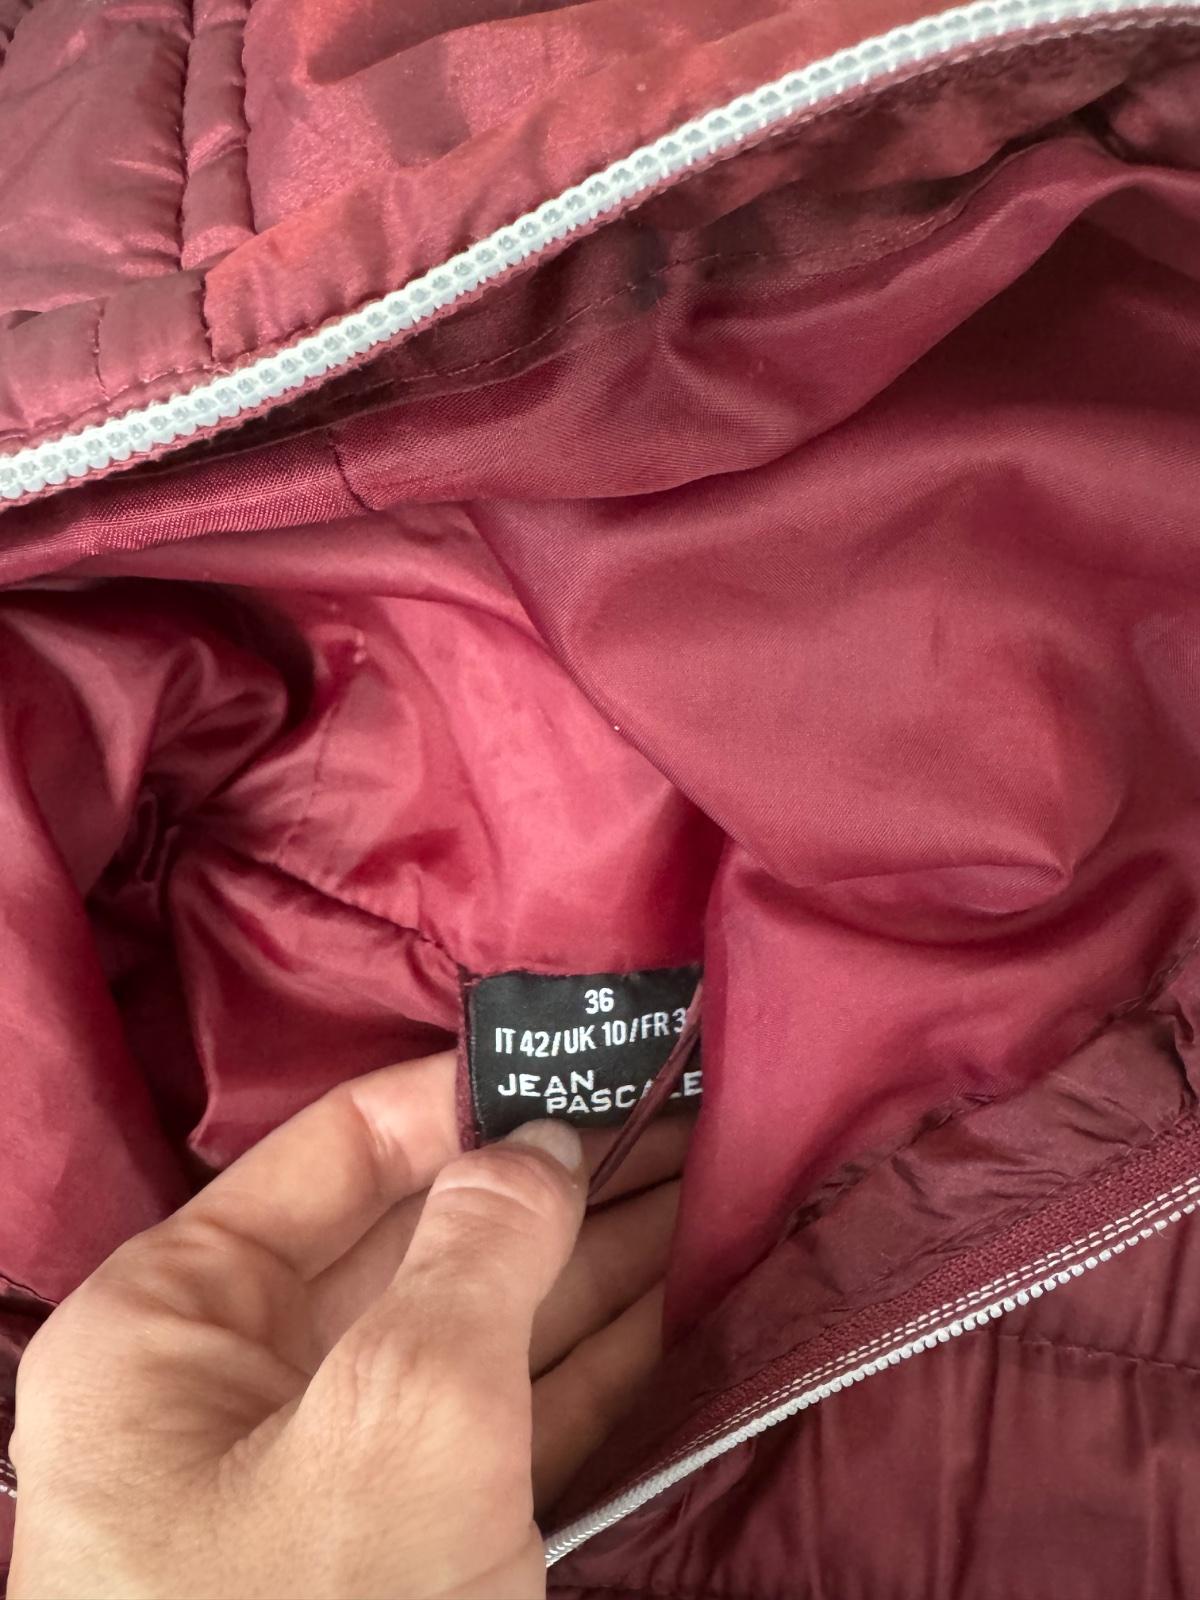 36
IT 42/UK 10/FR 3
JEAN
PASCALE